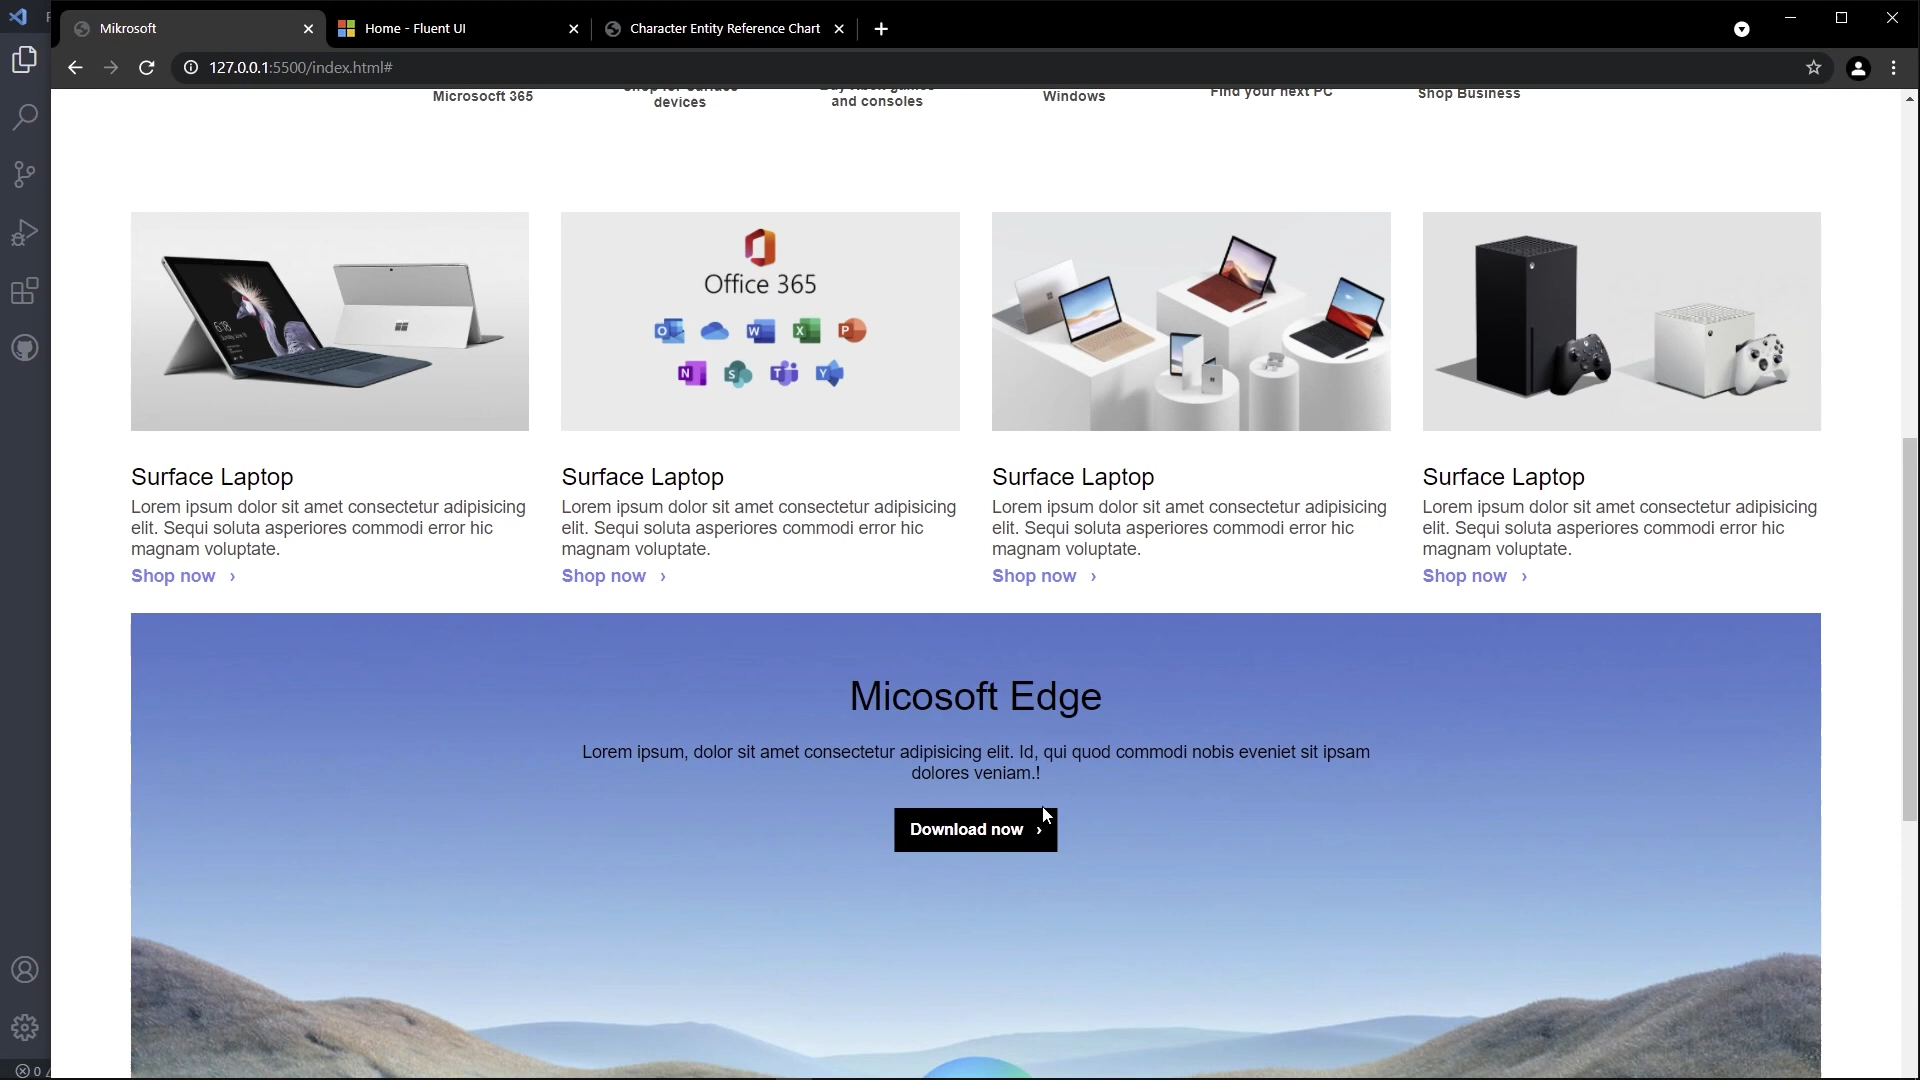 Mikrosoft
Home - Fluent UI
Character Entity Reference Chart
127.0.0.1:5500/index.html#
Microsocft 365
Shop for Surface
devices
Buy Xbox games
and consoles
Windows
Find your next PC
Shop Business
Office 365
Surface Laptop
Lorem ipsum dolor sit amet consectetur adipisicing
elit. Sequi soluta asperiores commodi error hic
magnam voluptate.
Shop now ›
Surface Laptop
Lorem ipsum dolor sit amet consectetur adipisicing
elit. Sequi soluta asperiores commodi error hic
magnam voluptate.
Shop now ›
Surface Laptop
Lorem ipsum dolor sit amet consectetur adipisicing
elit. Sequi soluta asperiores commodi error hic
magnam voluptate.
Shop now ›
Surface Laptop
Lorem ipsum dolor sit amet consectetur adipisicing
elit. Sequi soluta asperiores commodi error hic
magnam voluptate.
Shop now ›
Micosoft Edge
Lorem ipsum, dolor sit amet consectetur adipisicing elit. Id, qui quod commodi nobis eveniet sit ipsam
dolores veniam.!
Download now ›
0